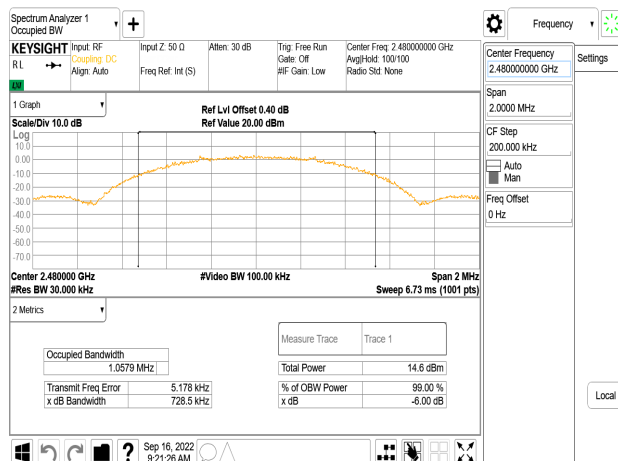 Spectrum Analyzer 1
Occupied BW
Frequency
KEYSIGHT
RL
Input: RF
Coupling: DC
Align: Auto
Input Z: 50 Ω
Freq Ref: Int (S)
Atten: 30 dB
Trig: Free Run
Gate: Off
#IF Gain: Low
Center Freq: 2.480000000 GHz
Avg|Hold: 100/100
Radio Std: None
1 Graph
Scale/Div 10.0 dB
Ref Lvl Offset 0.40 dB
Ref Value 20.00 dBm
Log
10.0
0.00
-10.0
-20.0
-30.0
-40.0
-50.0
-60.0
-70.0
Center 2.480000 GHz
#Res BW 30.000 kHz
#Video BW 100.00 kHz
Span 2 MHz
Sweep 6.73 ms (1001 pts)
2 Metrics
Occupied Bandwidth
1.0579 MHz
Transmit Freq Error 5.178 kHz
x dB Bandwidth 728.5 kHz
Measure Trace Trace 1
Total Power 14.6 dBm
% of OBW Power 99.00 %
x dB -6.00 dB
Sep 16, 2022
9:21:26 AM
Center Frequency
2.480000000 GHz
Span
2.0000 MHz
CF Step
200.000 kHz
Auto
Man
Freq Offset
0 Hz
Settings
Local